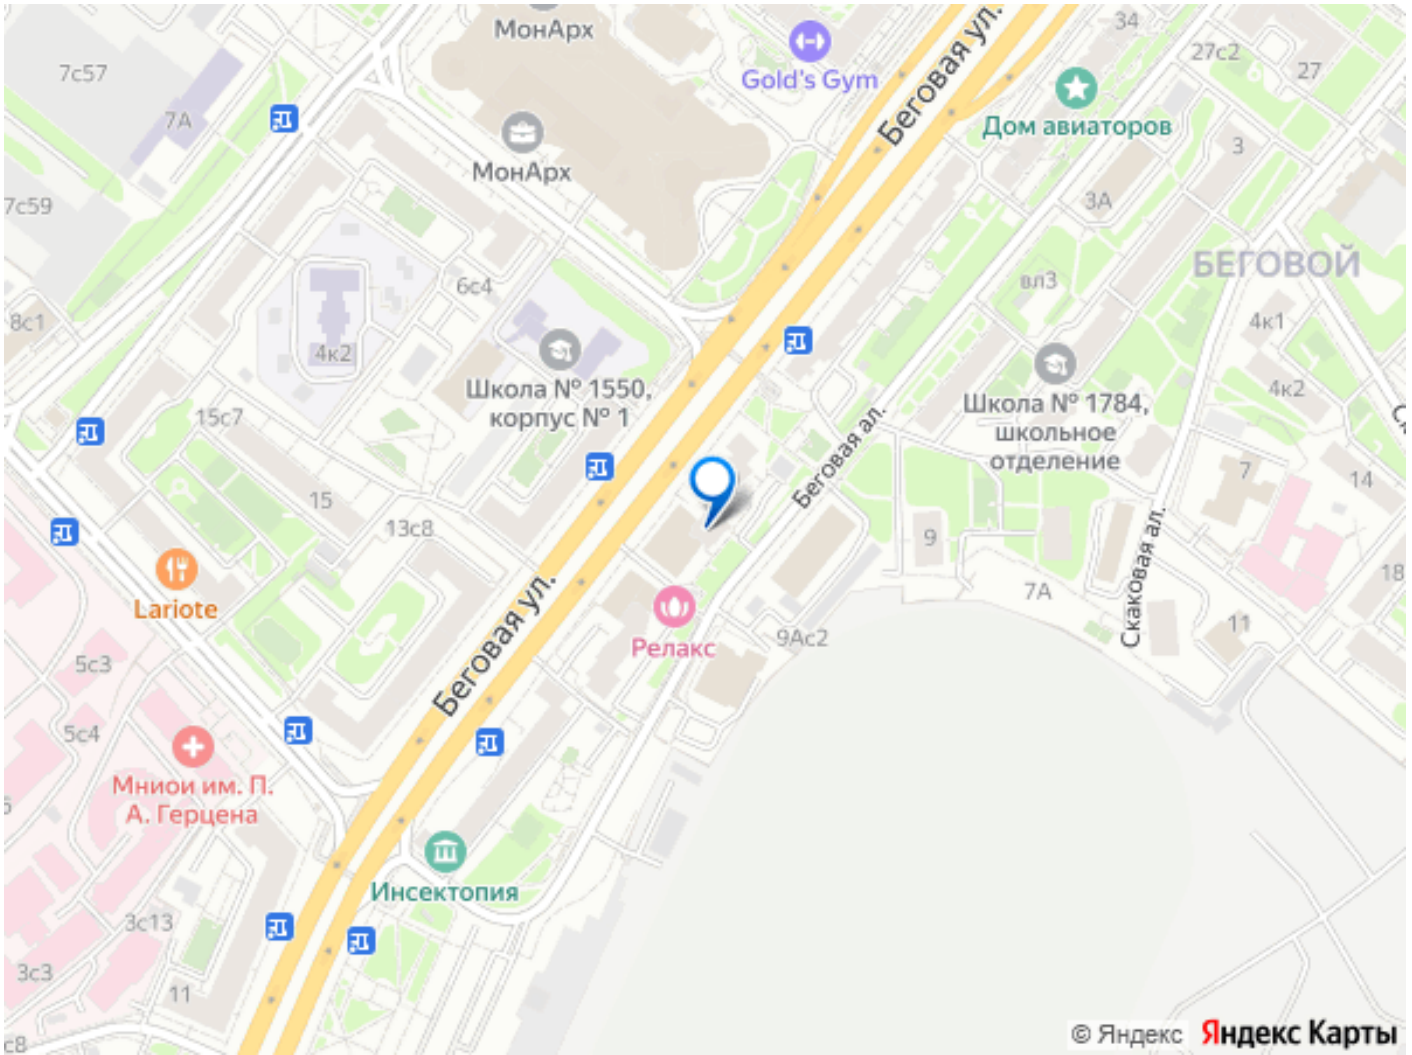 МонАрх
Беговая ул.
34
27с2
27
7с57
Gold's Gym
7А
Дом авиаторов
3
МонАрх
7с59
3А
БЕГОВОЙ
6с4
вл3
8с1
4к1
4к2
Школа № 1550,
корпус № 1
Школа № 1784,
школьное
отделение
4к2
15с7
Беговая ал.
7
14
15
13с8
9
Скаковая ал.
18
Lariote
7А
11
Беговая ул.
Релакс
9Ас2
5с3
5с4
Мниои им. П.
А. Герцена
Инсектопия
3с13
3с3
11
с8
© Яндекс Яндекс Карты